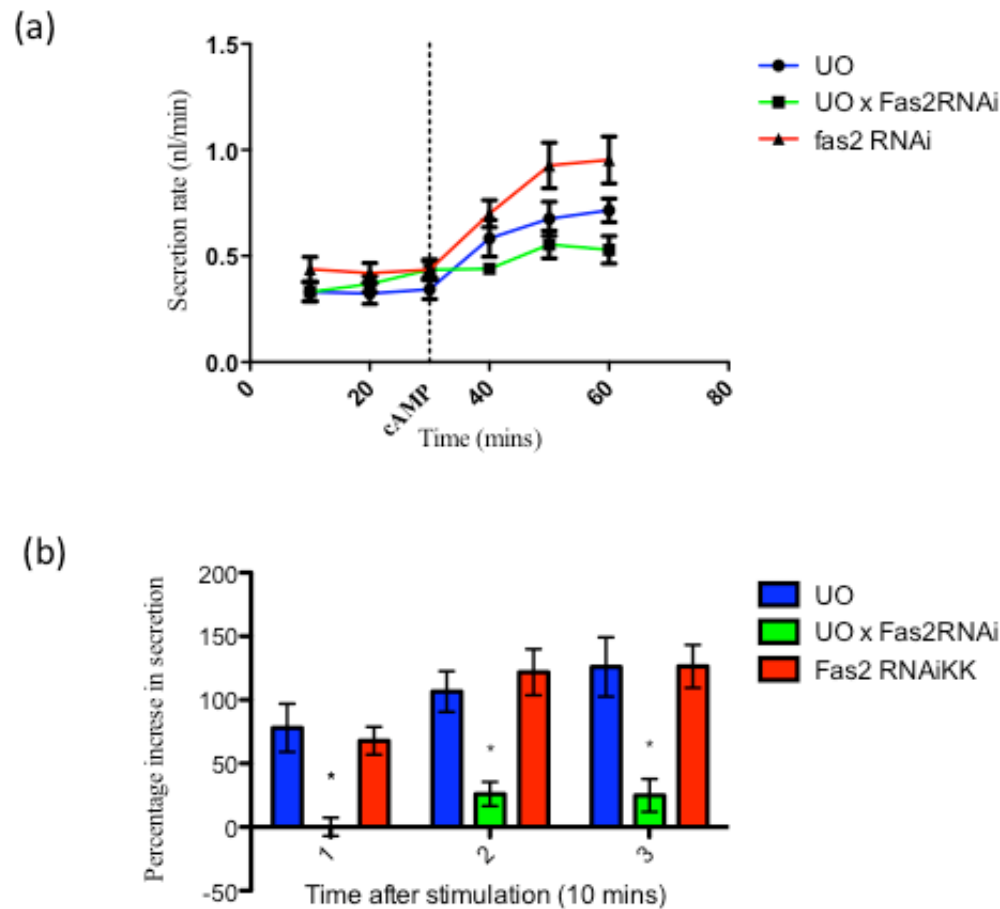 (a)
1.5
1.0
0.5
0.0
Secretion rate (nl/min)
0
20
cAMP
40
60
80
Time (mins)
UO
UO x Fas2RNAi
fas2 RNAi
(b)
200
150
100
50
0
-50
Percentage increse in secretion
*
*
*
1
2
3
Time after stimulation (10 mins)
UO
UO x Fas2RNAi
Fas2 RNAiKK